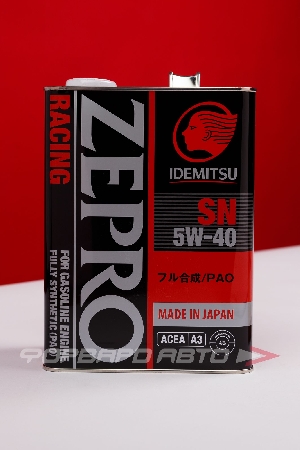 ZEPRO
RACING
FOR GASOLINE ENGINE
FULLY SYNTHETIC (PAO)
IDEMITSU
SN
5W-40
フル合成/PAO
MADE IN JAPAN
ACEA A3
ФОРВАРД АВТО